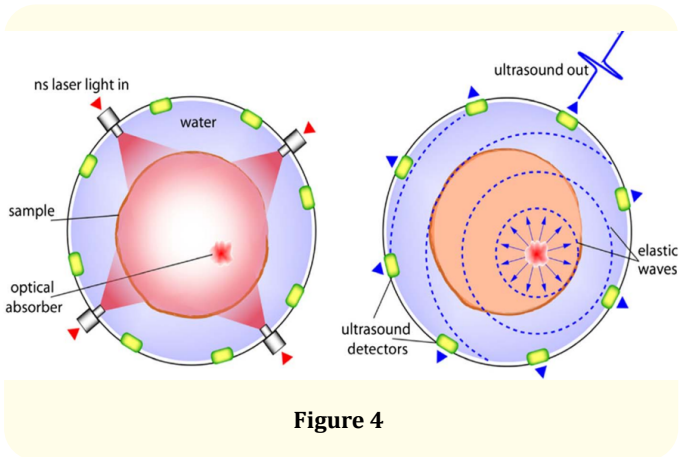 ns laser light in
water
sample
optical
absorber
ultrasound out
elastic
waves
ultrasound
detectors
Figure 4